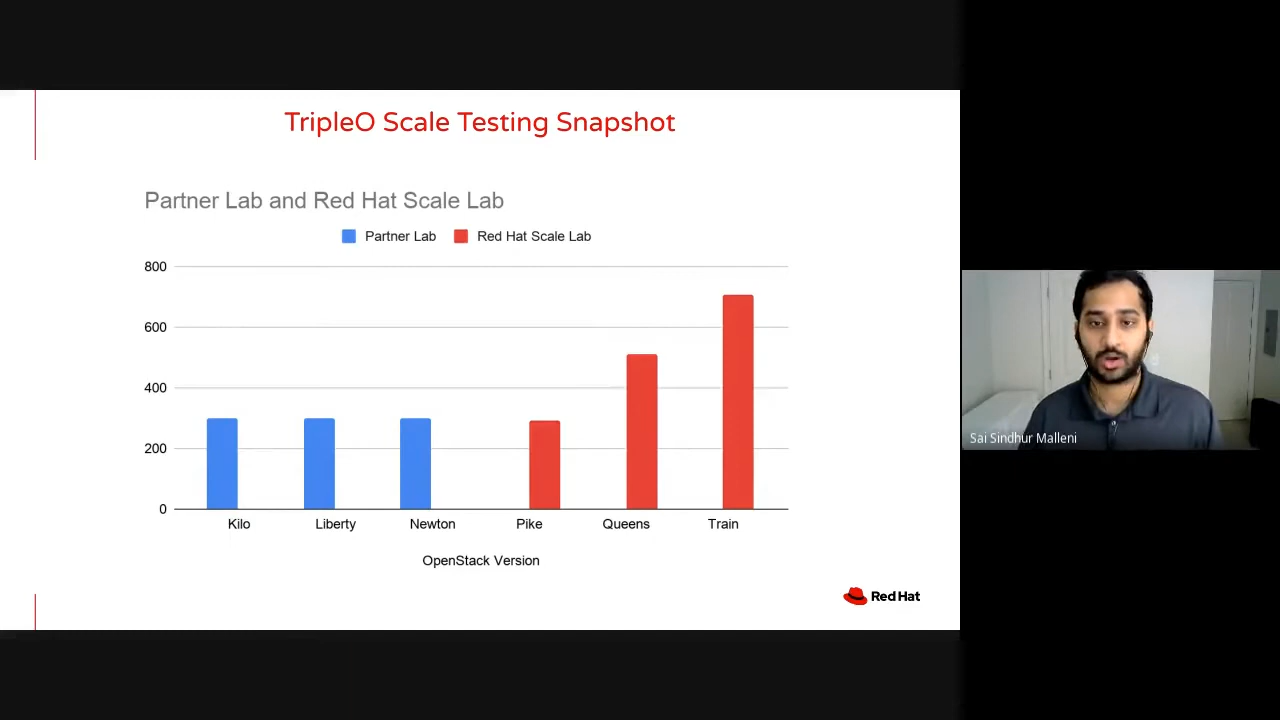 TripleO Scale Testing Snapshot
Partner Lab and Red Hat Scale Lab
Partner Lab
Red Hat Scale Lab
800
600
400
200
0
Kilo
Liberty
Newton
Pike
Queens
Train
OpenStack Version
Red Hat
Sai Sindhur Malleni